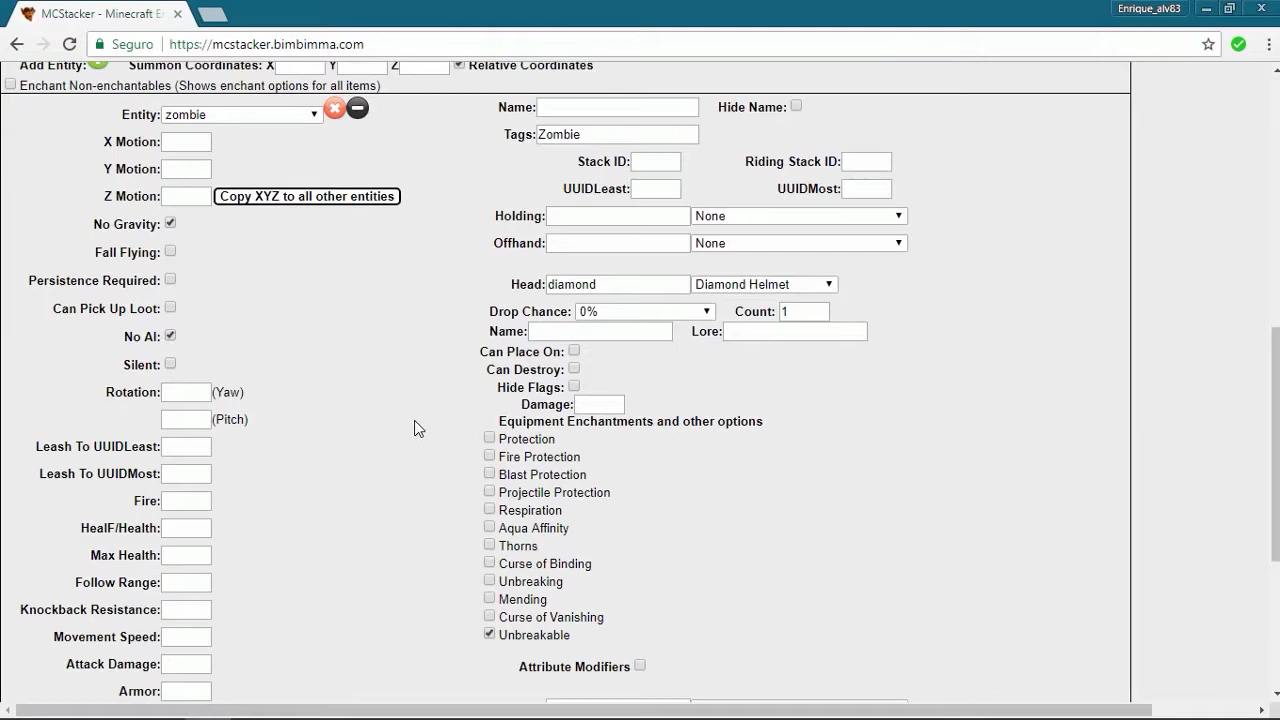 Enrique_alv83
MCStacker - Minecraft E
Seguro
https://mcstacker.bimbimma.com
Add Entity:
Summon Coordinates: X
Y
Z
Relative Coordinates
Enchant Non-enchantables (Shows enchant options for all items)
Entity:
zombie
Name:
Hide Name:
X Motion:
Tags:
Zombie
Y Motion:
Stack ID:
Riding Stack ID:
Z Motion:
Copy XYZ to all other entities
UUIDLeast:
UUIDMost:
No Gravity:
Holding:
None
Fall Flying:
Offhand:
None
Persistence Required:
Head:
diamond
Diamond Helmet
Can Pick Up Loot:
Drop Chance:
0%
Count:
1
No AI:
Name:
Lore:
Silent:
Can Place On:
Can Destroy:
Rotation:
(Yaw)
Hide Flags:
Damage:
(Pitch)
Equipment Enchantments and other options
Leash To UUIDLeast:
Protection
Fire Protection
Leash To UUIDMost:
Blast Protection
Fire:
Projectile Protection
Respiration
HealF/Health:
Aqua Affinity
Max Health:
Thorns
Curse of Binding
Follow Range:
Unbreaking
Knockback Resistance:
Mending
Curse of Vanishing
Movement Speed:
Unbreakable
Attack Damage:
Attribute Modifiers
Armor: